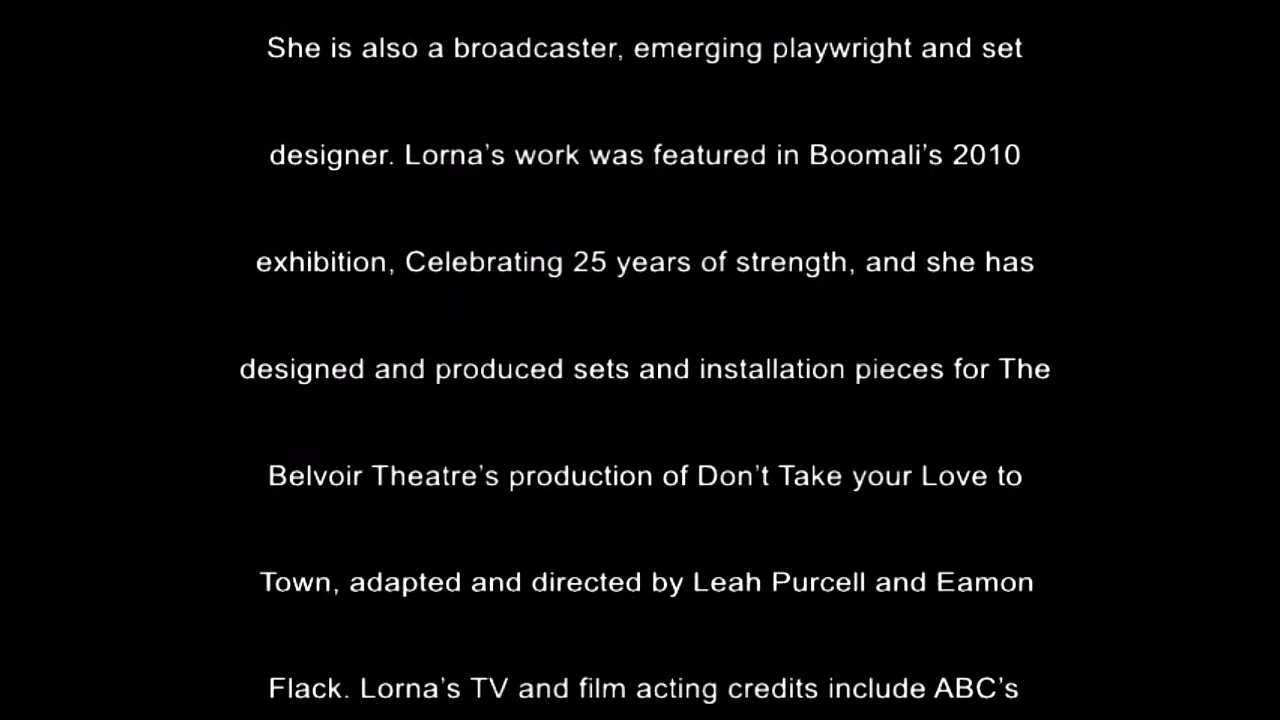 She is also a broadcaster, emerging playwright and set
designer. Lorna’s work was featured in Boomali’s 2010
exhibition, Celebrating 25 years of strength, and she has
designed and produced sets and installation pieces for The
Belvoir Theatre’s production of Don’t Take your Love to
Town, adapted and directed by Leah Purcell and Eamon
Flack. Lorna’s TV and film acting credits include ABC’s